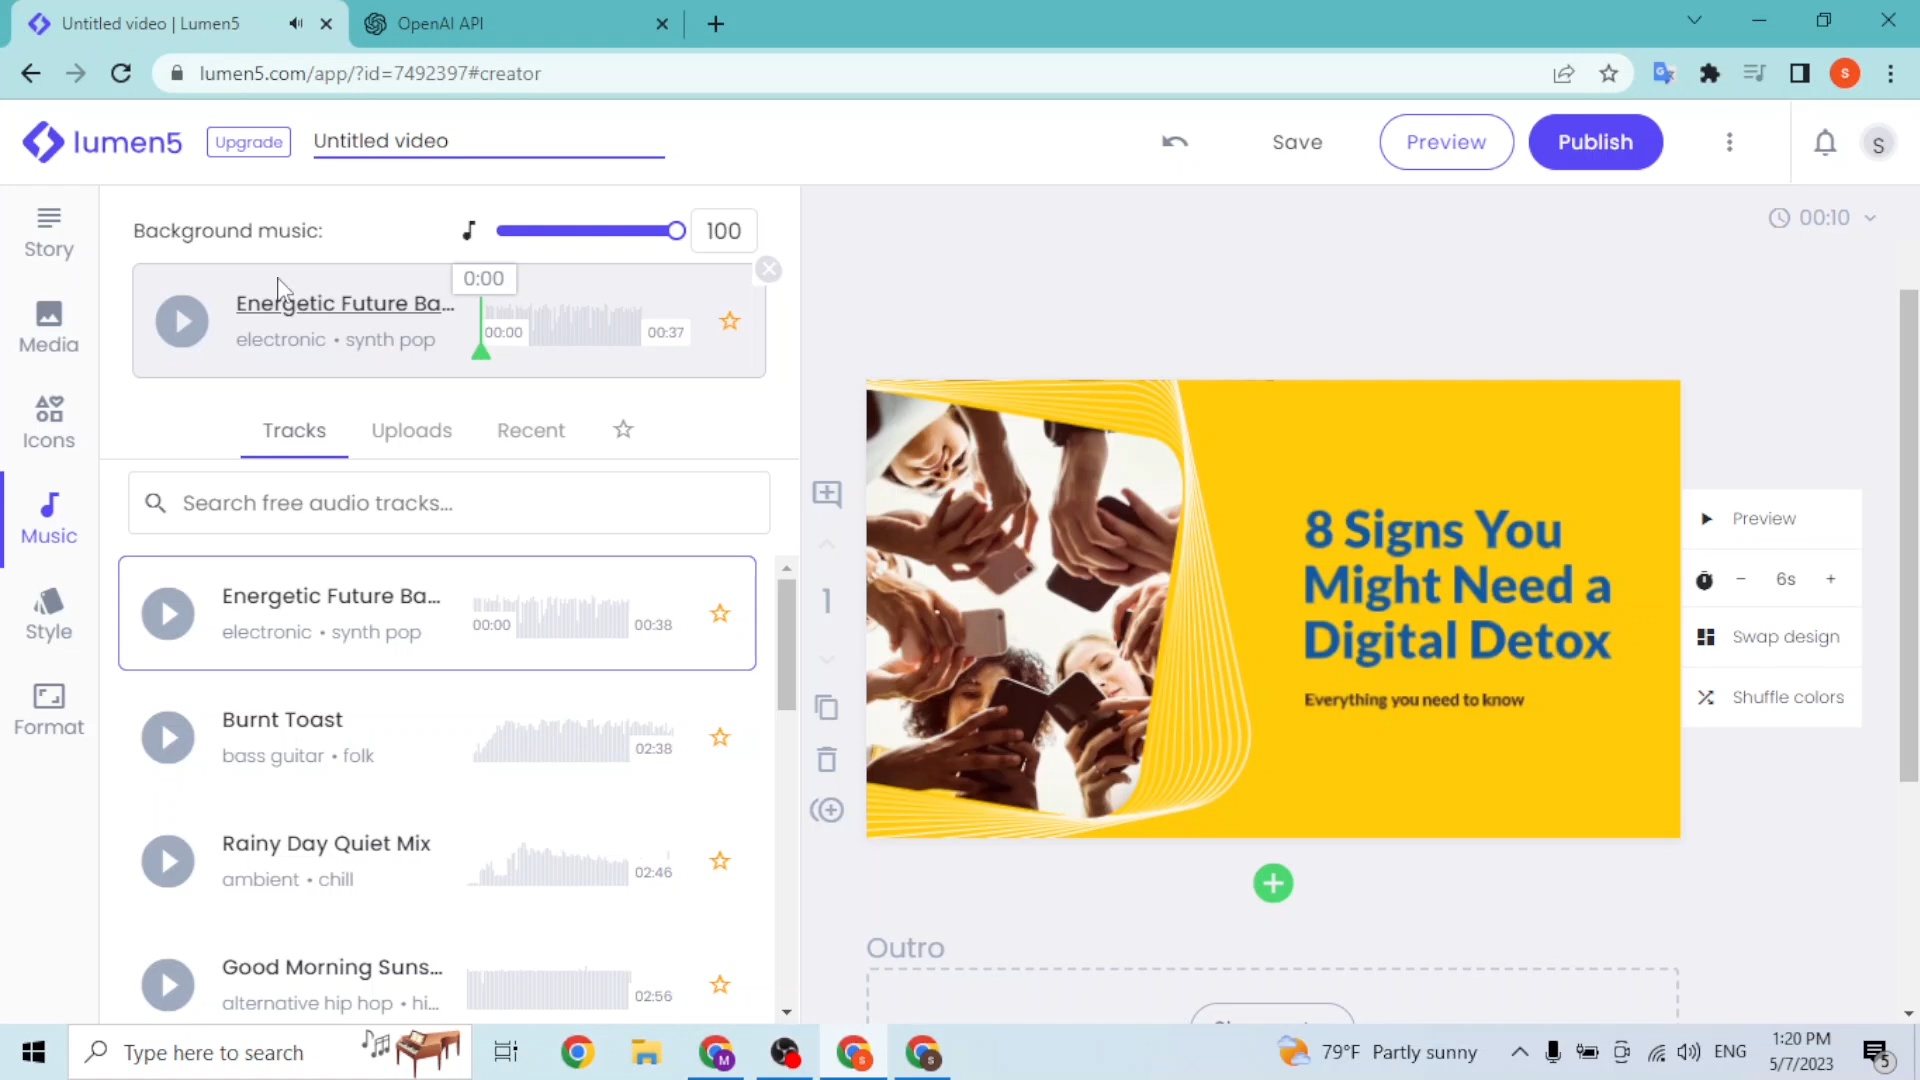 Untitled video | Lumen5
OpenAI API
lumen5.com/app/?id=7492397#creator
S
lumen5
Upgrade
Untitled video
Save
Preview
Publish
S
Story
Media
Icons
Music
Style
Format
Background music:
100
0:00
Energetic Future Ba...
00:00
00:37
electronic • synth pop
Tracks
Uploads
Recent
Search free audio tracks...
Energetic Future Ba...
00:00
00:38
electronic • synth pop
Burnt Toast
02:38
bass guitar • folk
Rainy Day Quiet Mix
02:46
ambient • chill
Good Morning Suns...
02:56
alternative hip hop • hi...
00:10
1
8 Signs You
Might Need a
Digital Detox
Everything you need to know
Preview
− 6s +
Swap design
Shuffle colors
Outro
Type here to search
M
S
S
79°F Partly sunny
ENG
1:20 PM
5/7/2023
5